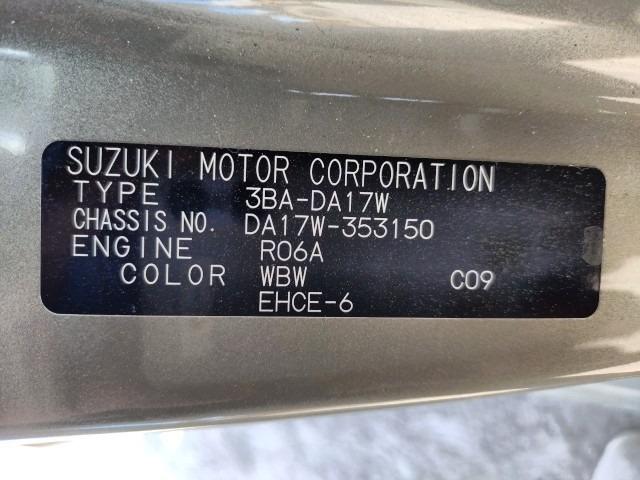 SUZUKI MOTOR CORPORATION
TYPE 3BA-DA17W
CHASSIS NO. DA17W-353150
ENGINE R06A
COLOR WBW C09
EHCE-6